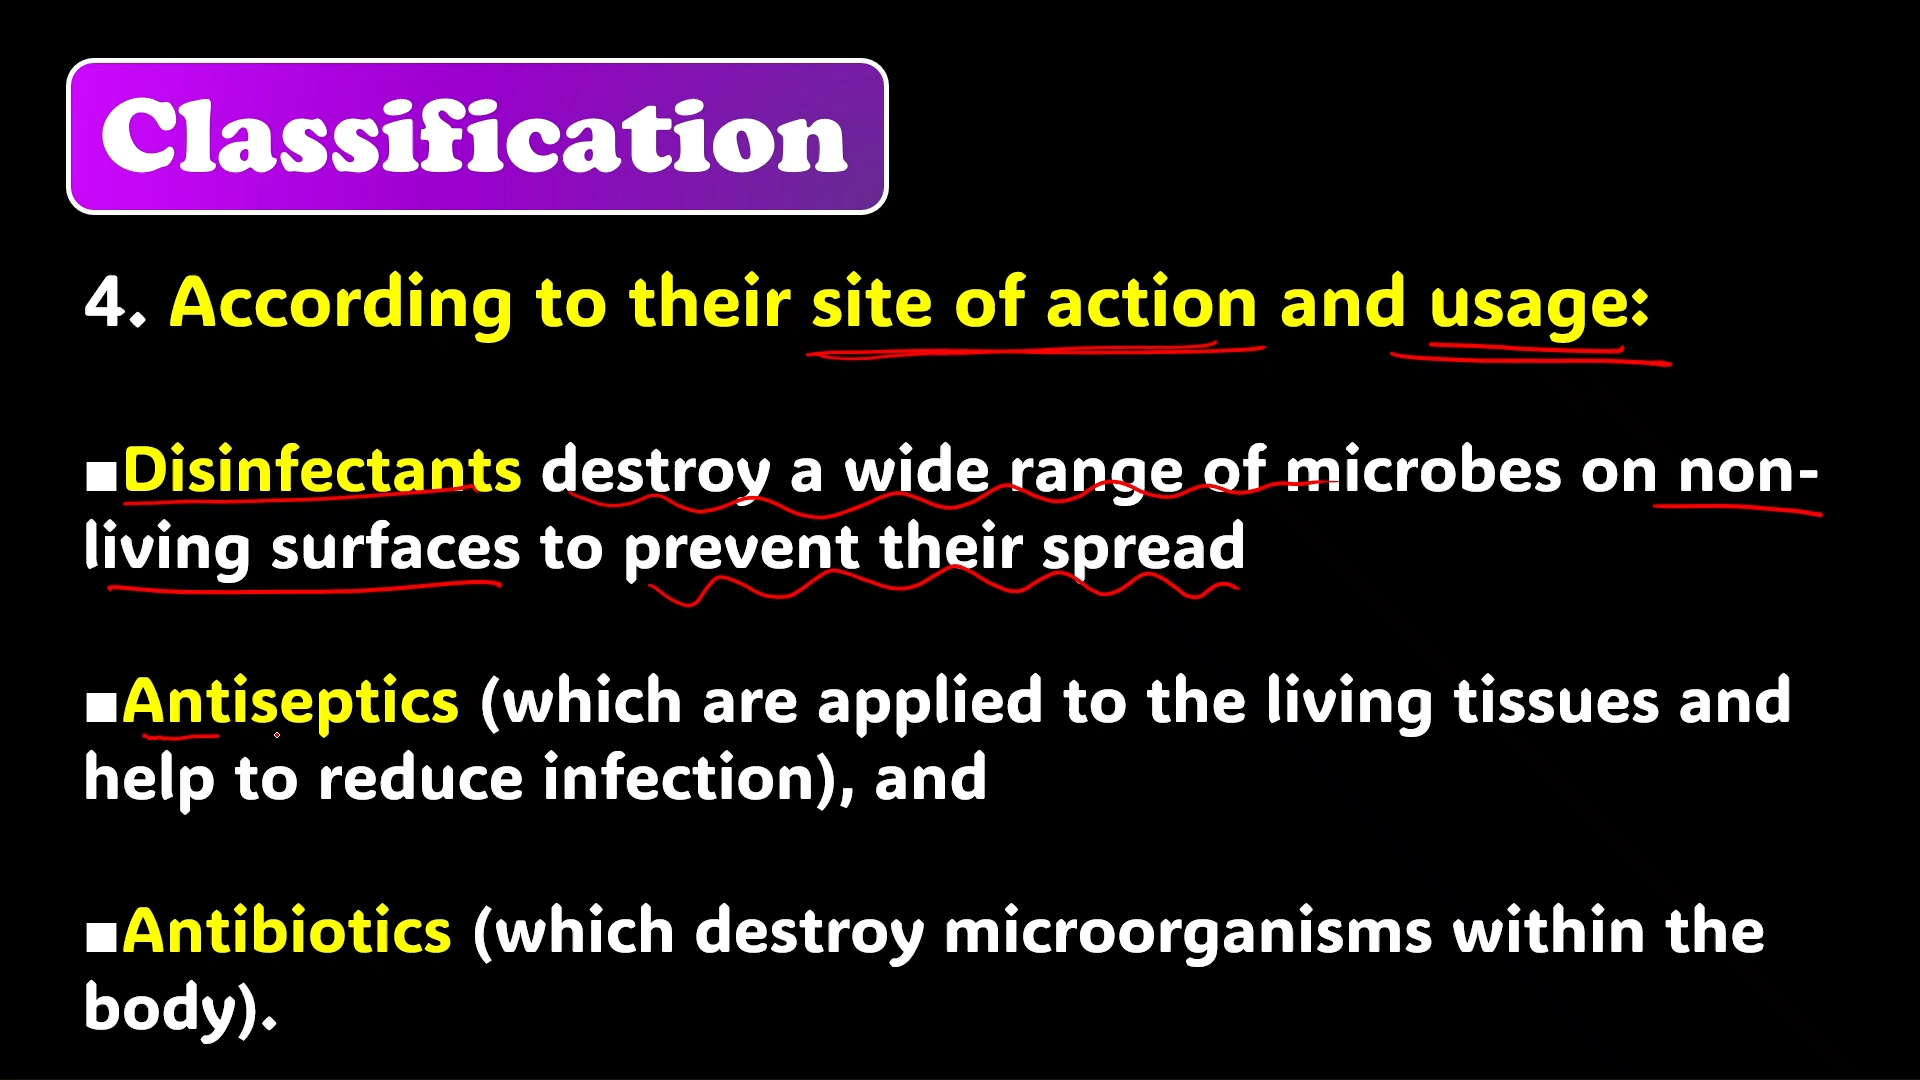 Classification
4. According to their site of action and usage:
■Disinfectants destroy a wide range of microbes on non-
living surfaces to prevent their spread
■Antiseptics (which are applied to the living tissues and
help to reduce infection), and
■Antibiotics (which destroy microorganisms within the
body).